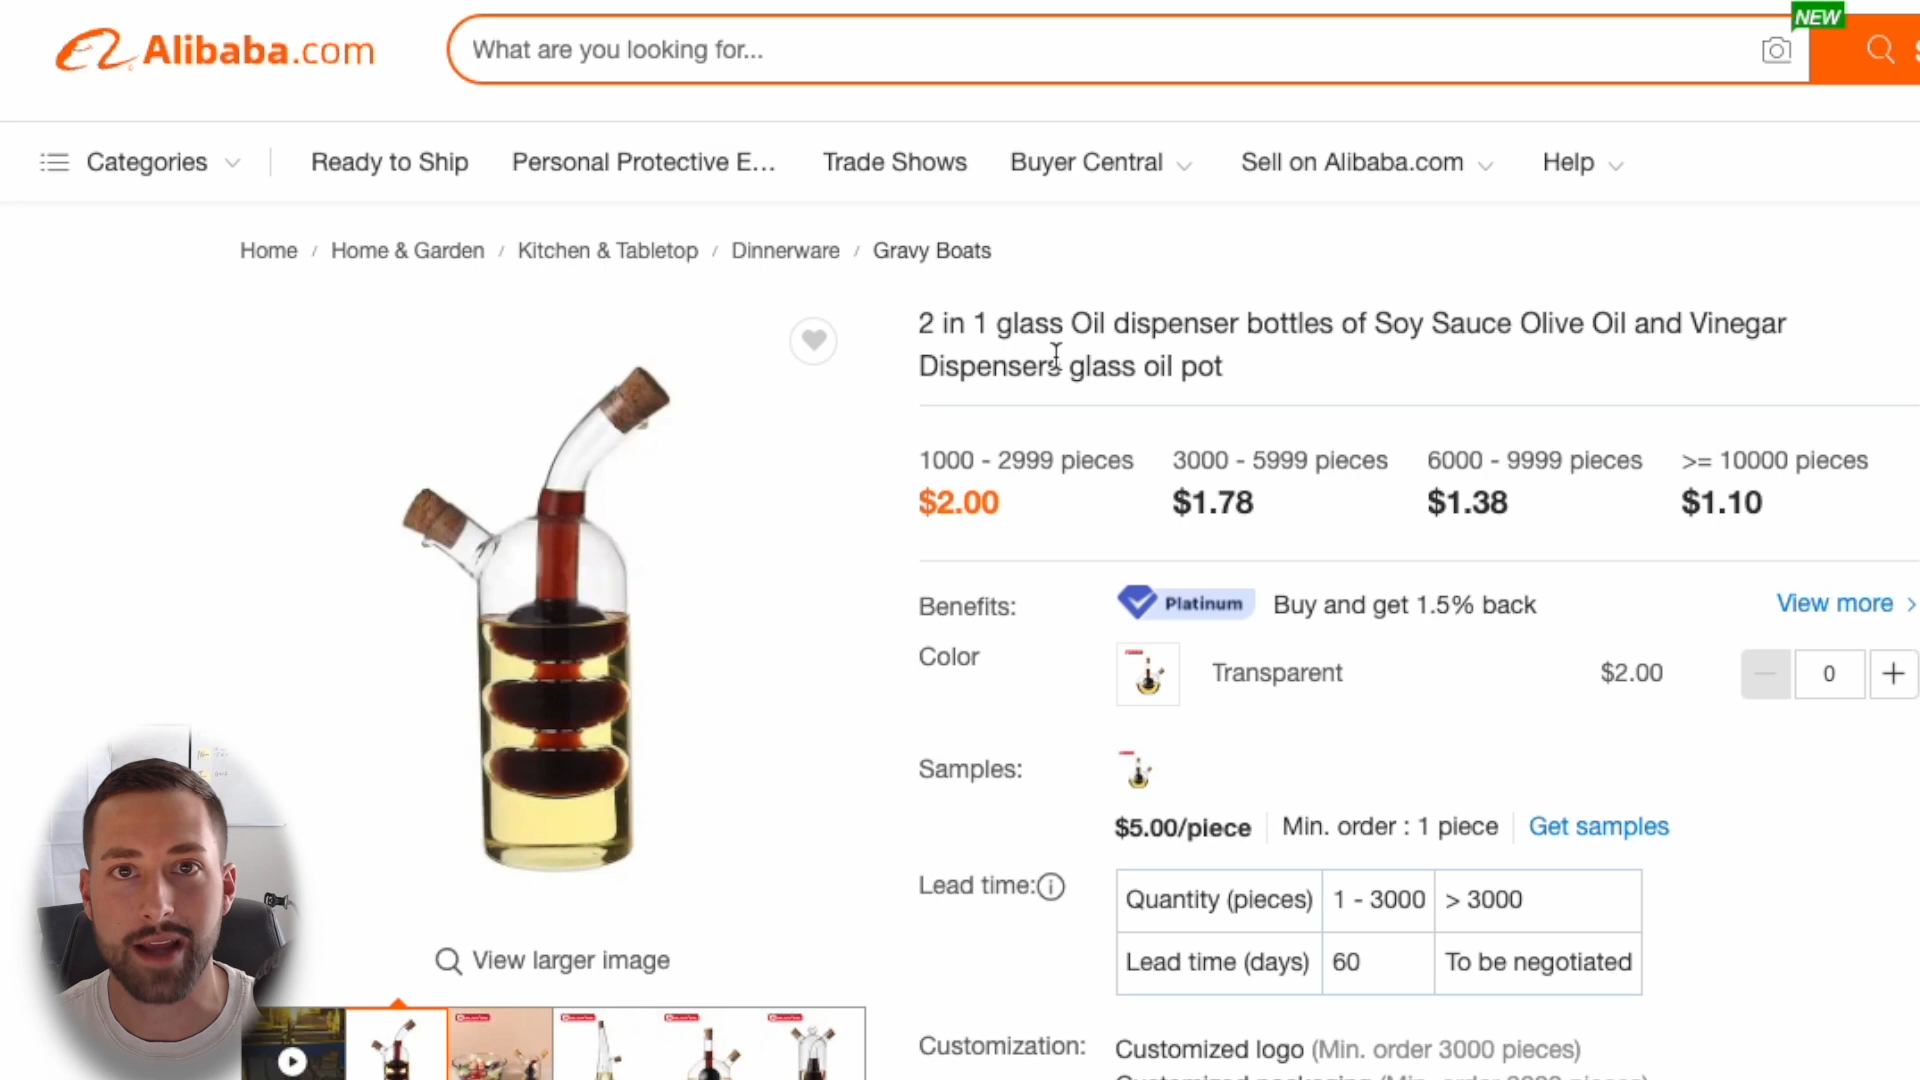 NEW
Alibaba.com
What are you looking for...
Categories
Ready to Ship
Personal Protective E...
Trade Shows
Buyer Central
Sell on Alibaba.com
Help
Home / Home & Garden / Kitchen & Tabletop / Dinnerware / Gravy Boats
2 in 1 glass Oil dispenser bottles of Soy Sauce Olive Oil and Vinegar
Dispensers glass oil pot
1000 - 2999 pieces 3000 - 5999 pieces 6000 - 9999 pieces >= 10000 pieces
$2.00 $1.78 $1.38 $1.10
Benefits: Platinum Buy and get 1.5% back View more >
Color Transparent $2.00 0
Samples:
$5.00/piece Min. order : 1 piece Get samples
Lead time:
Quantity (pieces) 1 - 3000 > 3000
Lead time (days) 60 To be negotiated
View larger image
Customization: Customized logo (Min. order 3000 pieces)